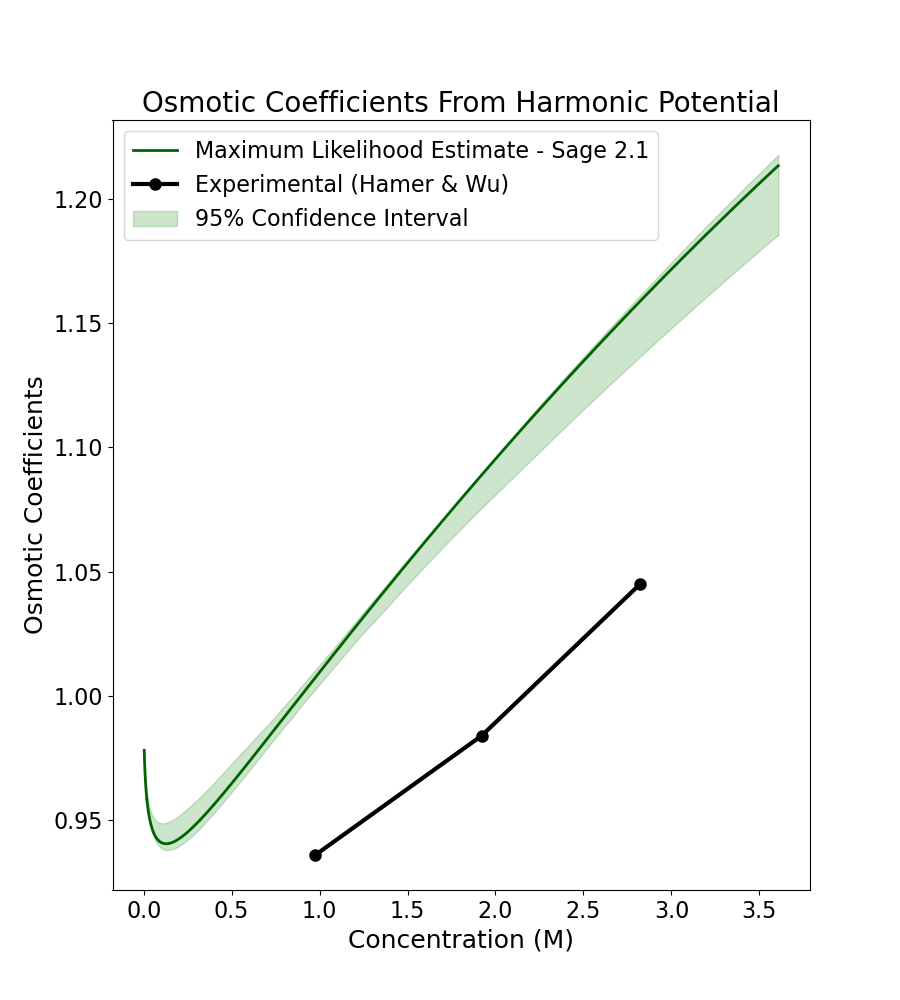 Osmotic Coefficients From Harmonic Potential
Maximum Likelihood Estimate - Sage 2.1
Experimental (Hamer & Wu)
95% Confidence Interval
Osmotic Coefficients
1.20
1.15
1.10
1.05
1.00
0.95
0.0 0.5 1.0 1.5 2.0 2.5 3.0 3.5
Concentration (M)